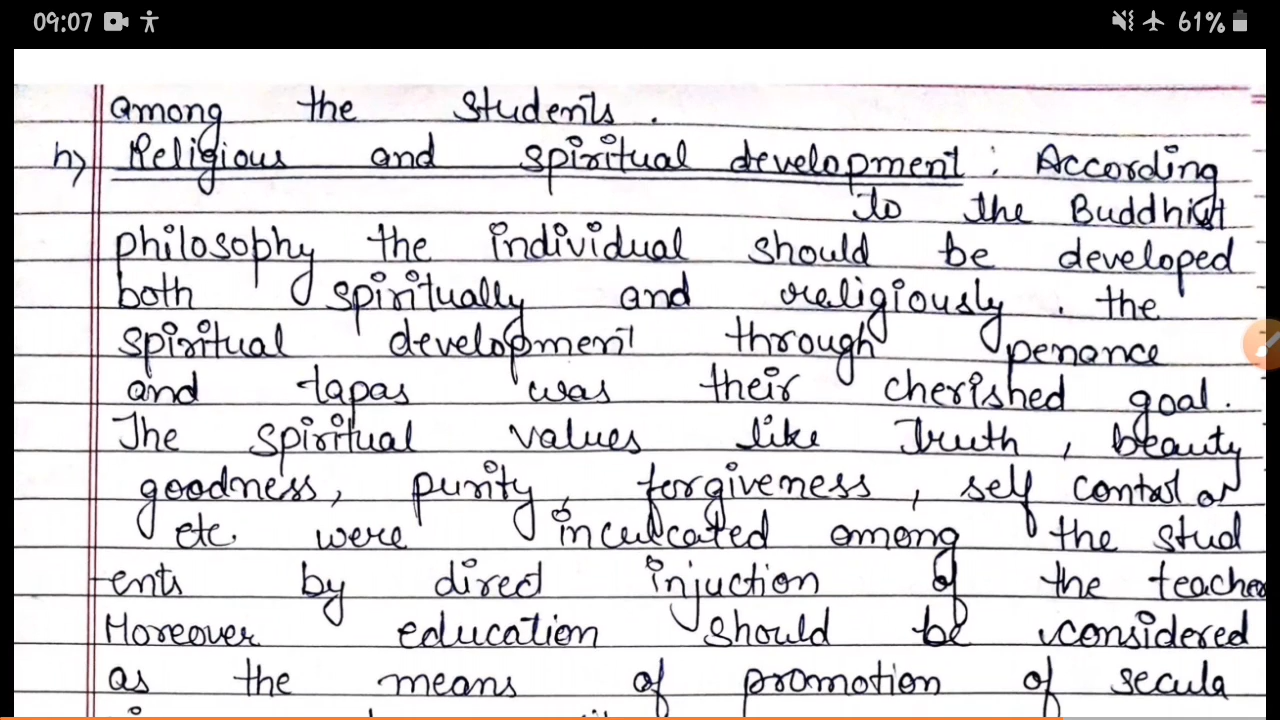 09:07 61%
among the students.
h) Religious and spiritual development : According
to the Buddhist
philosophy the individual should be developed
both spiritually and religiously. the
spiritual development through penance
and tapas was their cherished goal.
The spiritual values like Truth, beauty
goodness, purity, forgiveness, self control or
etc. were inculcated among the stud
-ents by direct injuction of the teacher
Moreover education should be considered
as the means of promotion of secula